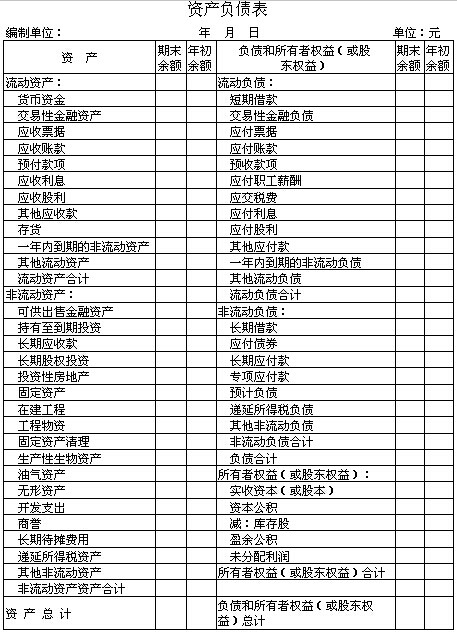 资产负债表
编制单位： 年 月 日 单位：元
资 产 期末余额 年初余额 负债和所有者权益（或股东权益） 期末余额 年初余额
流动资产： 流动负债：
货币资金 短期借款
交易性金融资产 交易性金融负债
应收票据 应付票据
应收账款 应付账款
预付款项 预收款项
应收利息 应付职工薪酬
应收股利 应交税费
其他应收款 应付利息
存货 应付股利
一年内到期的非流动资产 其他应付款
其他流动资产 一年内到期的非流动负债
流动资产合计 其他流动负债
非流动资产： 流动负债合计
可供出售金融资产 非流动负债：
持有至到期投资 长期借款
长期应收款 应付债券
长期股权投资 长期应付款
投资性房地产 专项应付款
固定资产 预计负债
在建工程 递延所得税负债
工程物资 其他非流动负债
固定资产清理 非流动负债合计
生产性生物资产 负债合计
油气资产 所有者权益（或股东权益）：
无形资产 实收资本（或股本）
开发支出 资本公积
商誉 减：库存股
长期待摊费用 盈余公积
递延所得税资产 未分配利润
其他非流动资产 所有者权益（或股东权益）合计
非流动资产资产合计
资 产 总 计 负债和所有者权益（或股东权益）总计